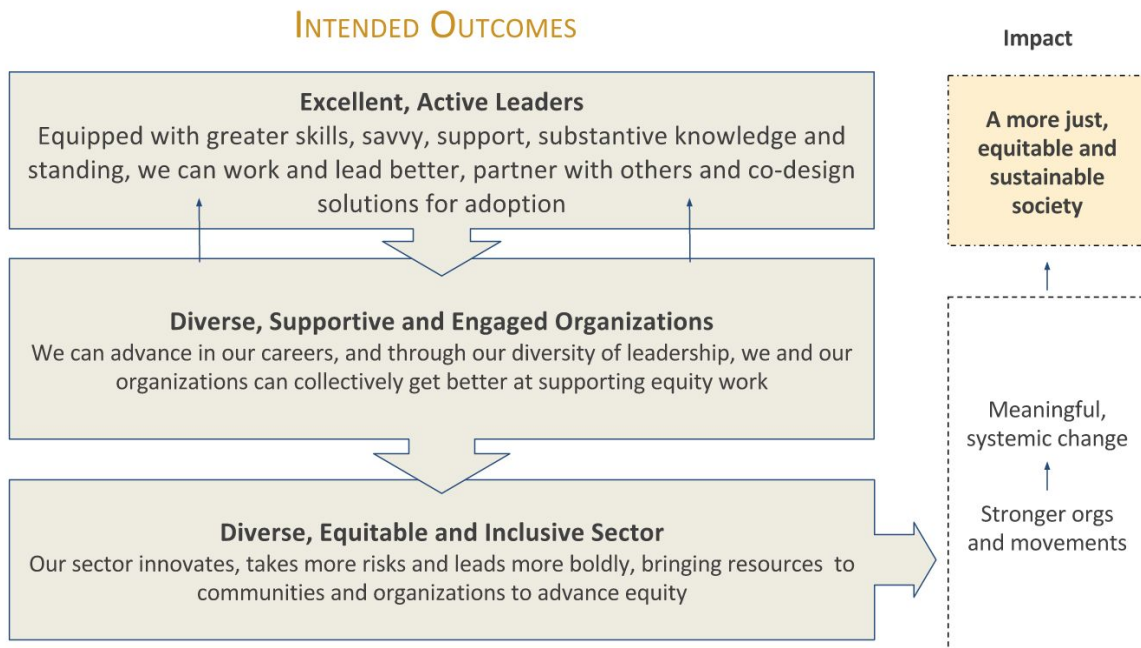 INTENDED OUTCOMES
Excellent, Active Leaders
Equipped with greater skills, savvy, support, substantive knowledge and
standing, we can work and lead better, partner with others and co-design
solutions for adoption
Diverse, Supportive and Engaged Organizations
We can advance in our careers, and through our diversity of leadership, we and our
organizations can collectively get better at supporting equity work
Diverse, Equitable and Inclusive Sector
Our sector innovates, takes more risks and leads more boldly, bringing resources to
communities and organizations to advance equity
Impact
A more just,
equitable and
sustainable
society
Meaningful,
systemic change
Stronger orgs
and movements